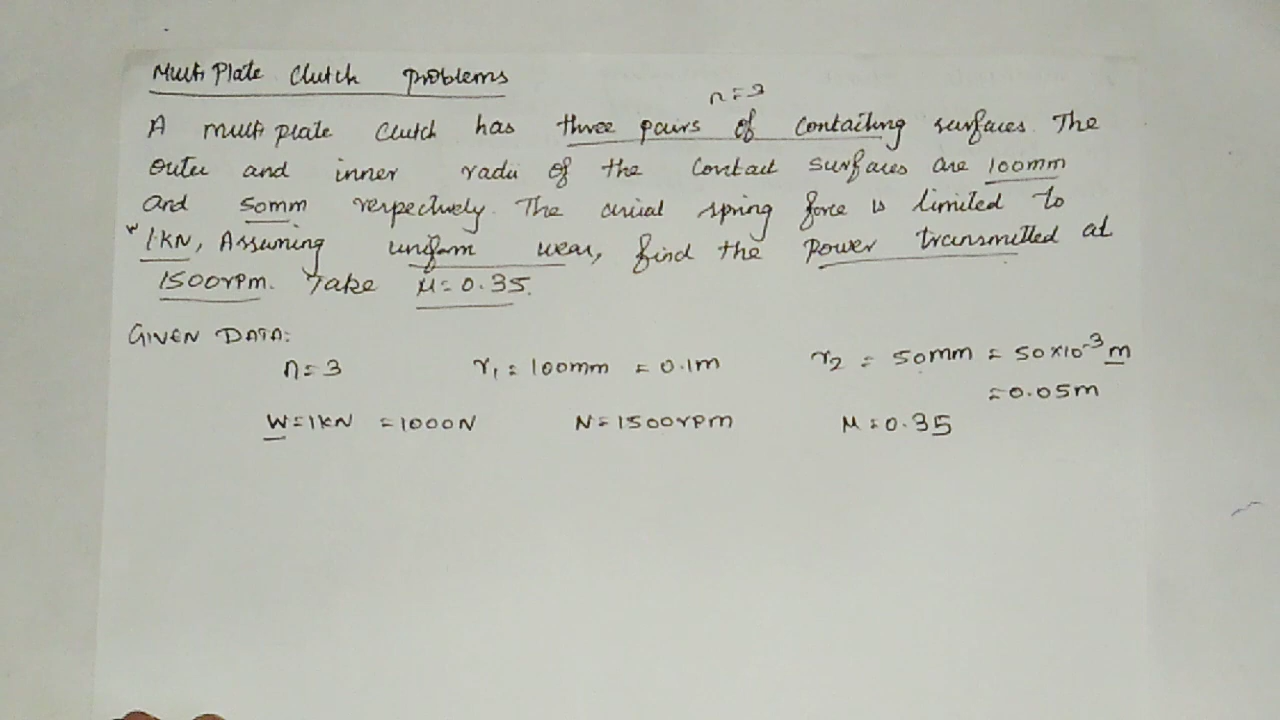 Multi Plate Clutch problems
n=3
A multi plate clutch has three pairs of contacting surfaces. The
outer and inner radii of the contact surfaces are 100mm
and 50mm respectively. The axial spring force is limited to
W 1KN, Assuming uniform wear, find the power transmitted at
1500rpm. Take μ=0.35.
GIVEN DATA:
n=3 r₁ = 100mm = 0.1m r₂ = 50mm = 50×10⁻³ m
=0.05m
W=1KN =1000N N=1500rpm μ=0.35